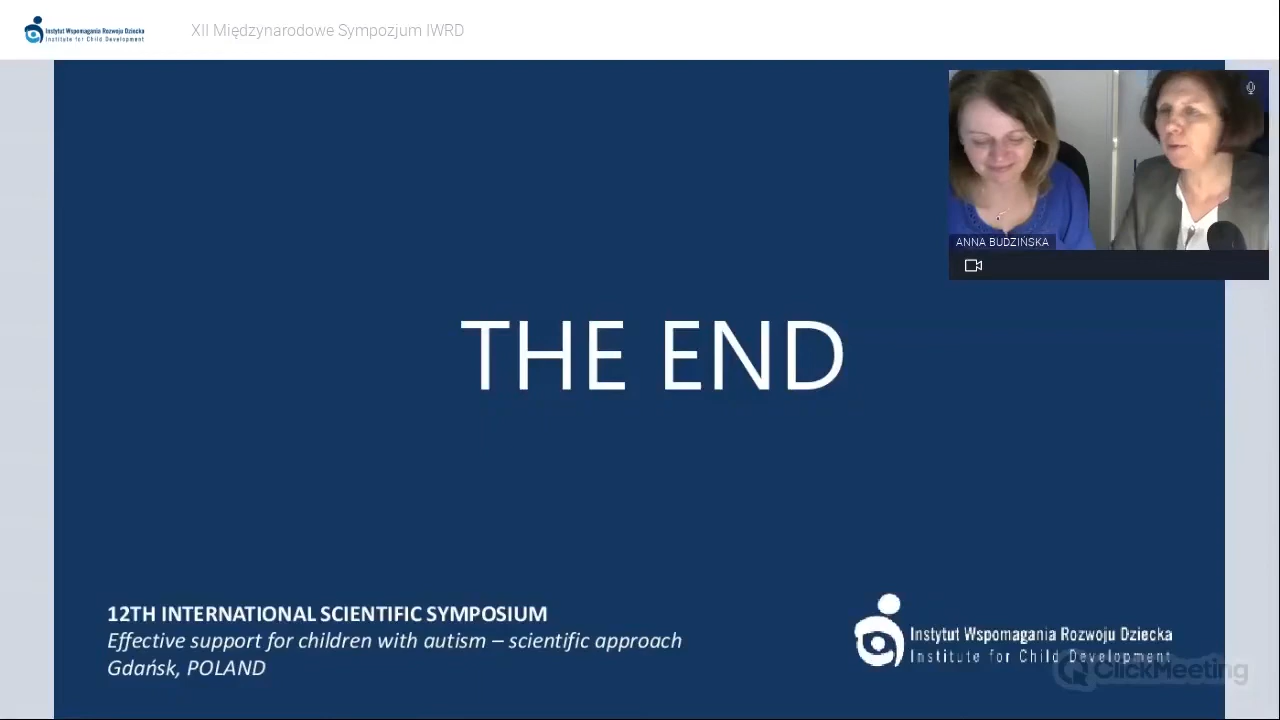 Instytut Wspomagania Rozwoju Dziecka
Institute for Child Development
XII Międzynarodowe Sympozjum IWRD
ANNA BUDZIŃSKA
THE END
12TH INTERNATIONAL SCIENTIFIC SYMPOSIUM
Effective support for children with autism – scientific approach
Gdańsk, POLAND
Instytut Wspomagania Rozwoju Dziecka
Institute for Child Development
ClickMeeting